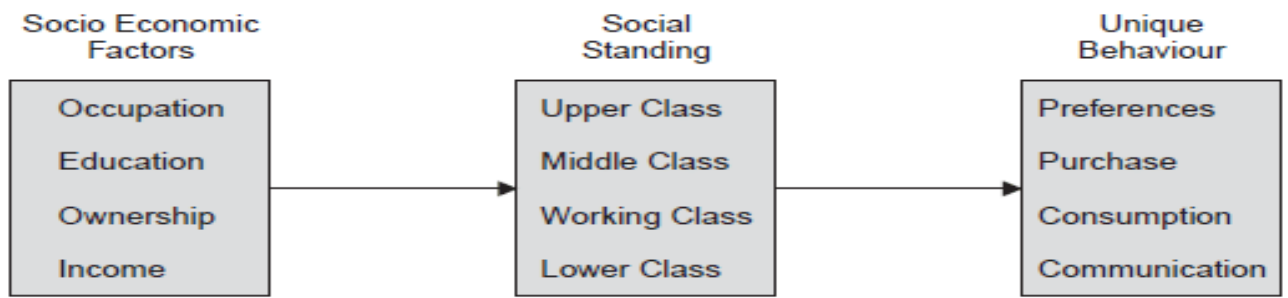 Socio Economic
Factors
Occupation
Education
Ownership
Income
Social
Standing
Upper Class
Middle Class
Working Class
Lower Class
Unique
Behaviour
Preferences
Purchase
Consumption
Communication